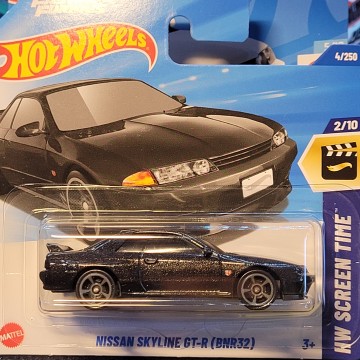 HOT WHEELS
4/250
2/10
HW SCREEN TIME
MATTEL
NISSAN SKYLINE GT-R (BNR32)
3+